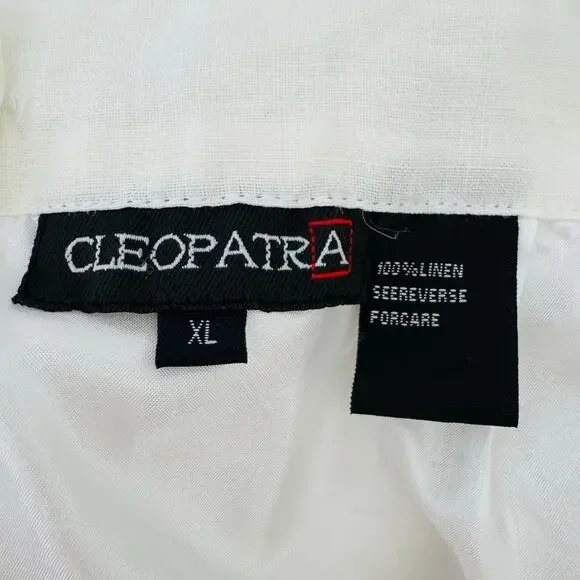 CLEOPATRA
XL
100%LINEN
SEEREVERSE
FORCARE